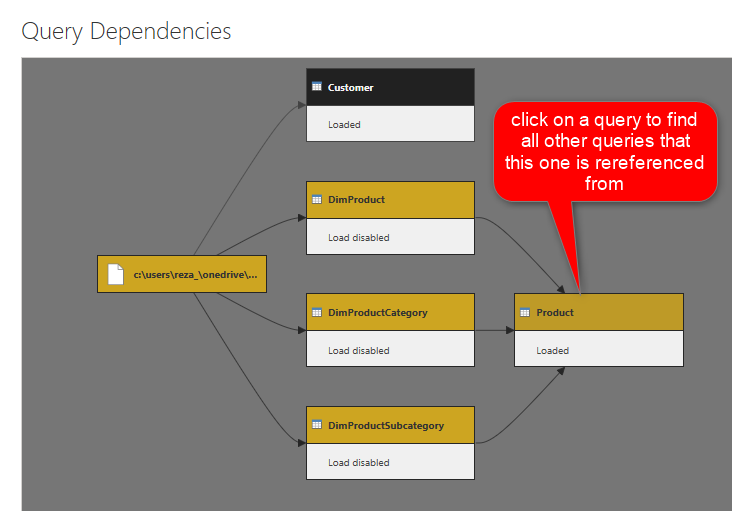 Query Dependencies
Customer
Loaded
click on a query to find
all other queries that
this one is rereferenced
from
DimProduct
Load disabled
c:\users\reza_\onedrive\...
DimProductCategory
Load disabled
Product
Loaded
DimProductSubcategory
Load disabled